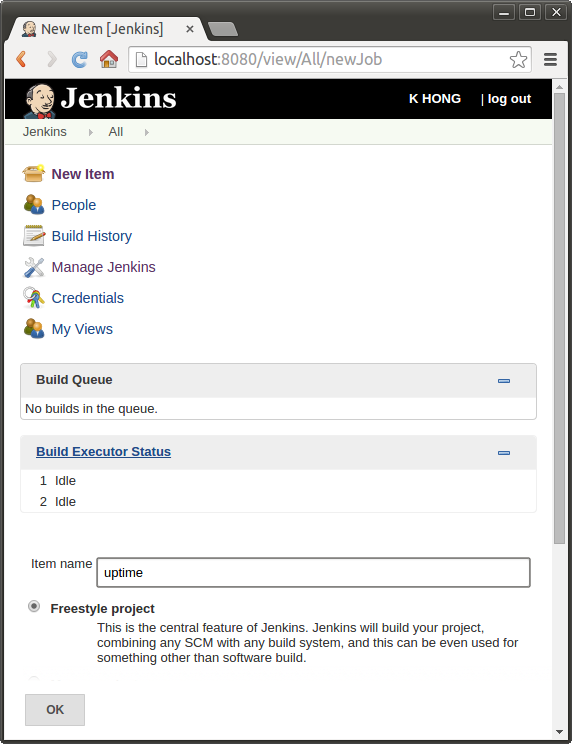 New Item [Jenkins]
localhost:8080/view/All/newJob
Jenkins
K HONG | log out
Jenkins All
New Item
People
Build History
Manage Jenkins
Credentials
My Views
Build Queue
No builds in the queue.
Build Executor Status
1 Idle
2 Idle
Item name uptime
Freestyle project
This is the central feature of Jenkins. Jenkins will build your project,
combining any SCM with any build system, and this can be even used for
something other than software build.
OK